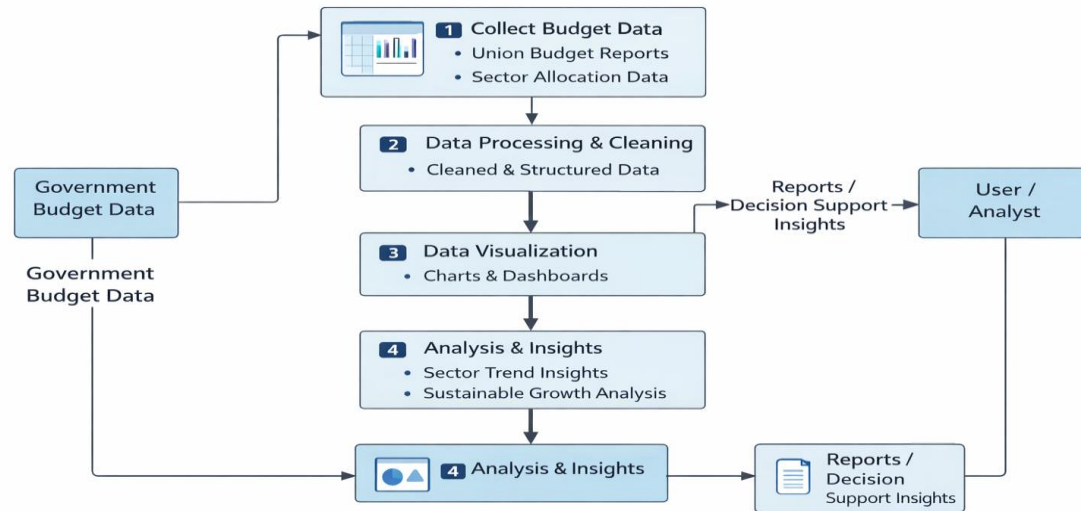 1 Collect Budget Data
• Union Budget Reports
• Sector Allocation Data
2 Data Processing & Cleaning
• Cleaned & Structured Data
Government
Budget Data
Reports /
Decision Support
Insights
User /
Analyst
3 Data Visualization
• Charts & Dashboards
Government
Budget Data
4 Analysis & Insights
• Sector Trend Insights
• Sustainable Growth Analysis
4 Analysis & Insights
Reports /
Decision
Support Insights